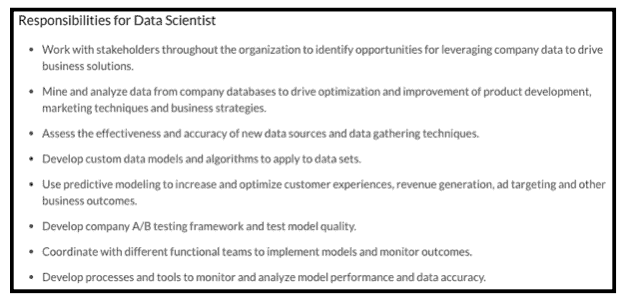 Responsibilities for Data Scientist
• Work with stakeholders throughout the organization to identify opportunities for leveraging company data to drive
business solutions.
• Mine and analyze data from company databases to drive optimization and improvement of product development,
marketing techniques and business strategies.
• Assess the effectiveness and accuracy of new data sources and data gathering techniques.
• Develop custom data models and algorithms to apply to data sets.
• Use predictive modeling to increase and optimize customer experiences, revenue generation, ad targeting and other
business outcomes.
• Develop company A/B testing framework and test model quality.
• Coordinate with different functional teams to implement models and monitor outcomes.
• Develop processes and tools to monitor and analyze model performance and data accuracy.